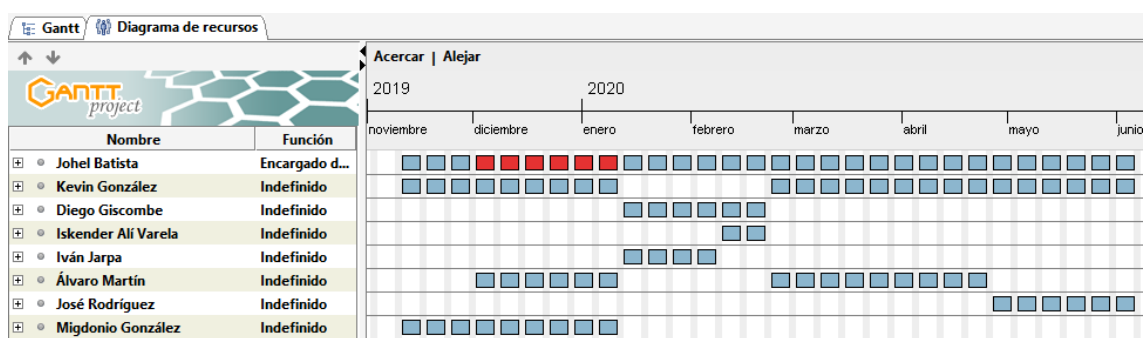 Gantt Diagrama de recursos
Acercar | Alejar
GANTT
project
2019 2020
noviembre diciembre enero febrero marzo abril mayo junio
Nombre Función
Johel Batista Encargado d...
Kevin González Indefinido
Diego Giscombe Indefinido
Iskender Alí Varela Indefinido
Iván Jarpa Indefinido
Álvaro Martín Indefinido
José Rodríguez Indefinido
Migdonio González Indefinido